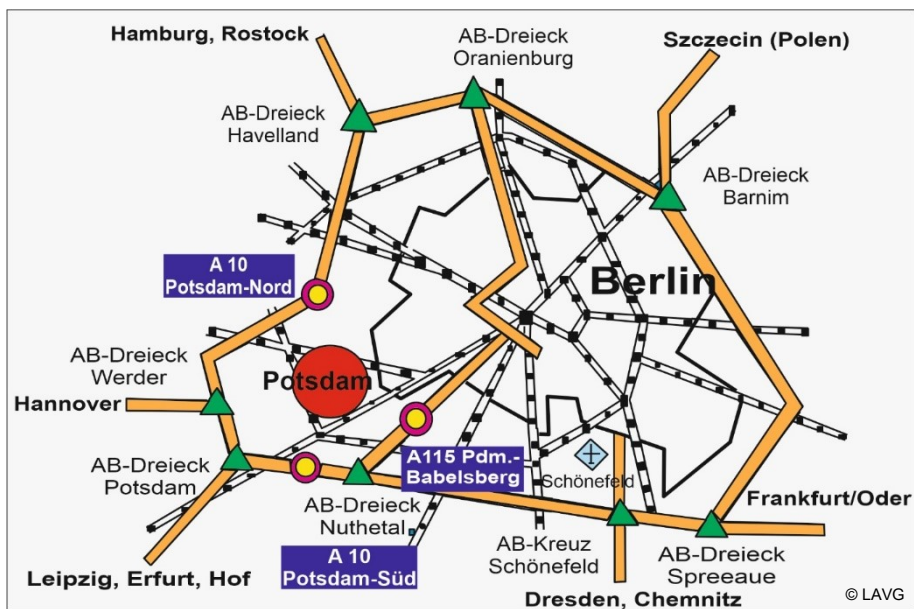 Hamburg, Rostock
AB-Dreieck
Oranienburg
Szczecin (Polen)
AB-Dreieck
Havelland
AB-Dreieck
Barnim
A 10
Potsdam-Nord
Berlin
AB-Dreieck
Werder
Potsdam
Hannover
AB-Dreieck
Potsdam
A115 Pdm.-
Babelsberg
Schönefeld
AB-Dreieck
Nuthetal
Frankfurt/Oder
A 10
Potsdam-Süd
AB-Kreuz
Schönefeld
AB-Dreieck
Spreeaue
Leipzig, Erfurt, Hof
Dresden, Chemnitz
© LAVG